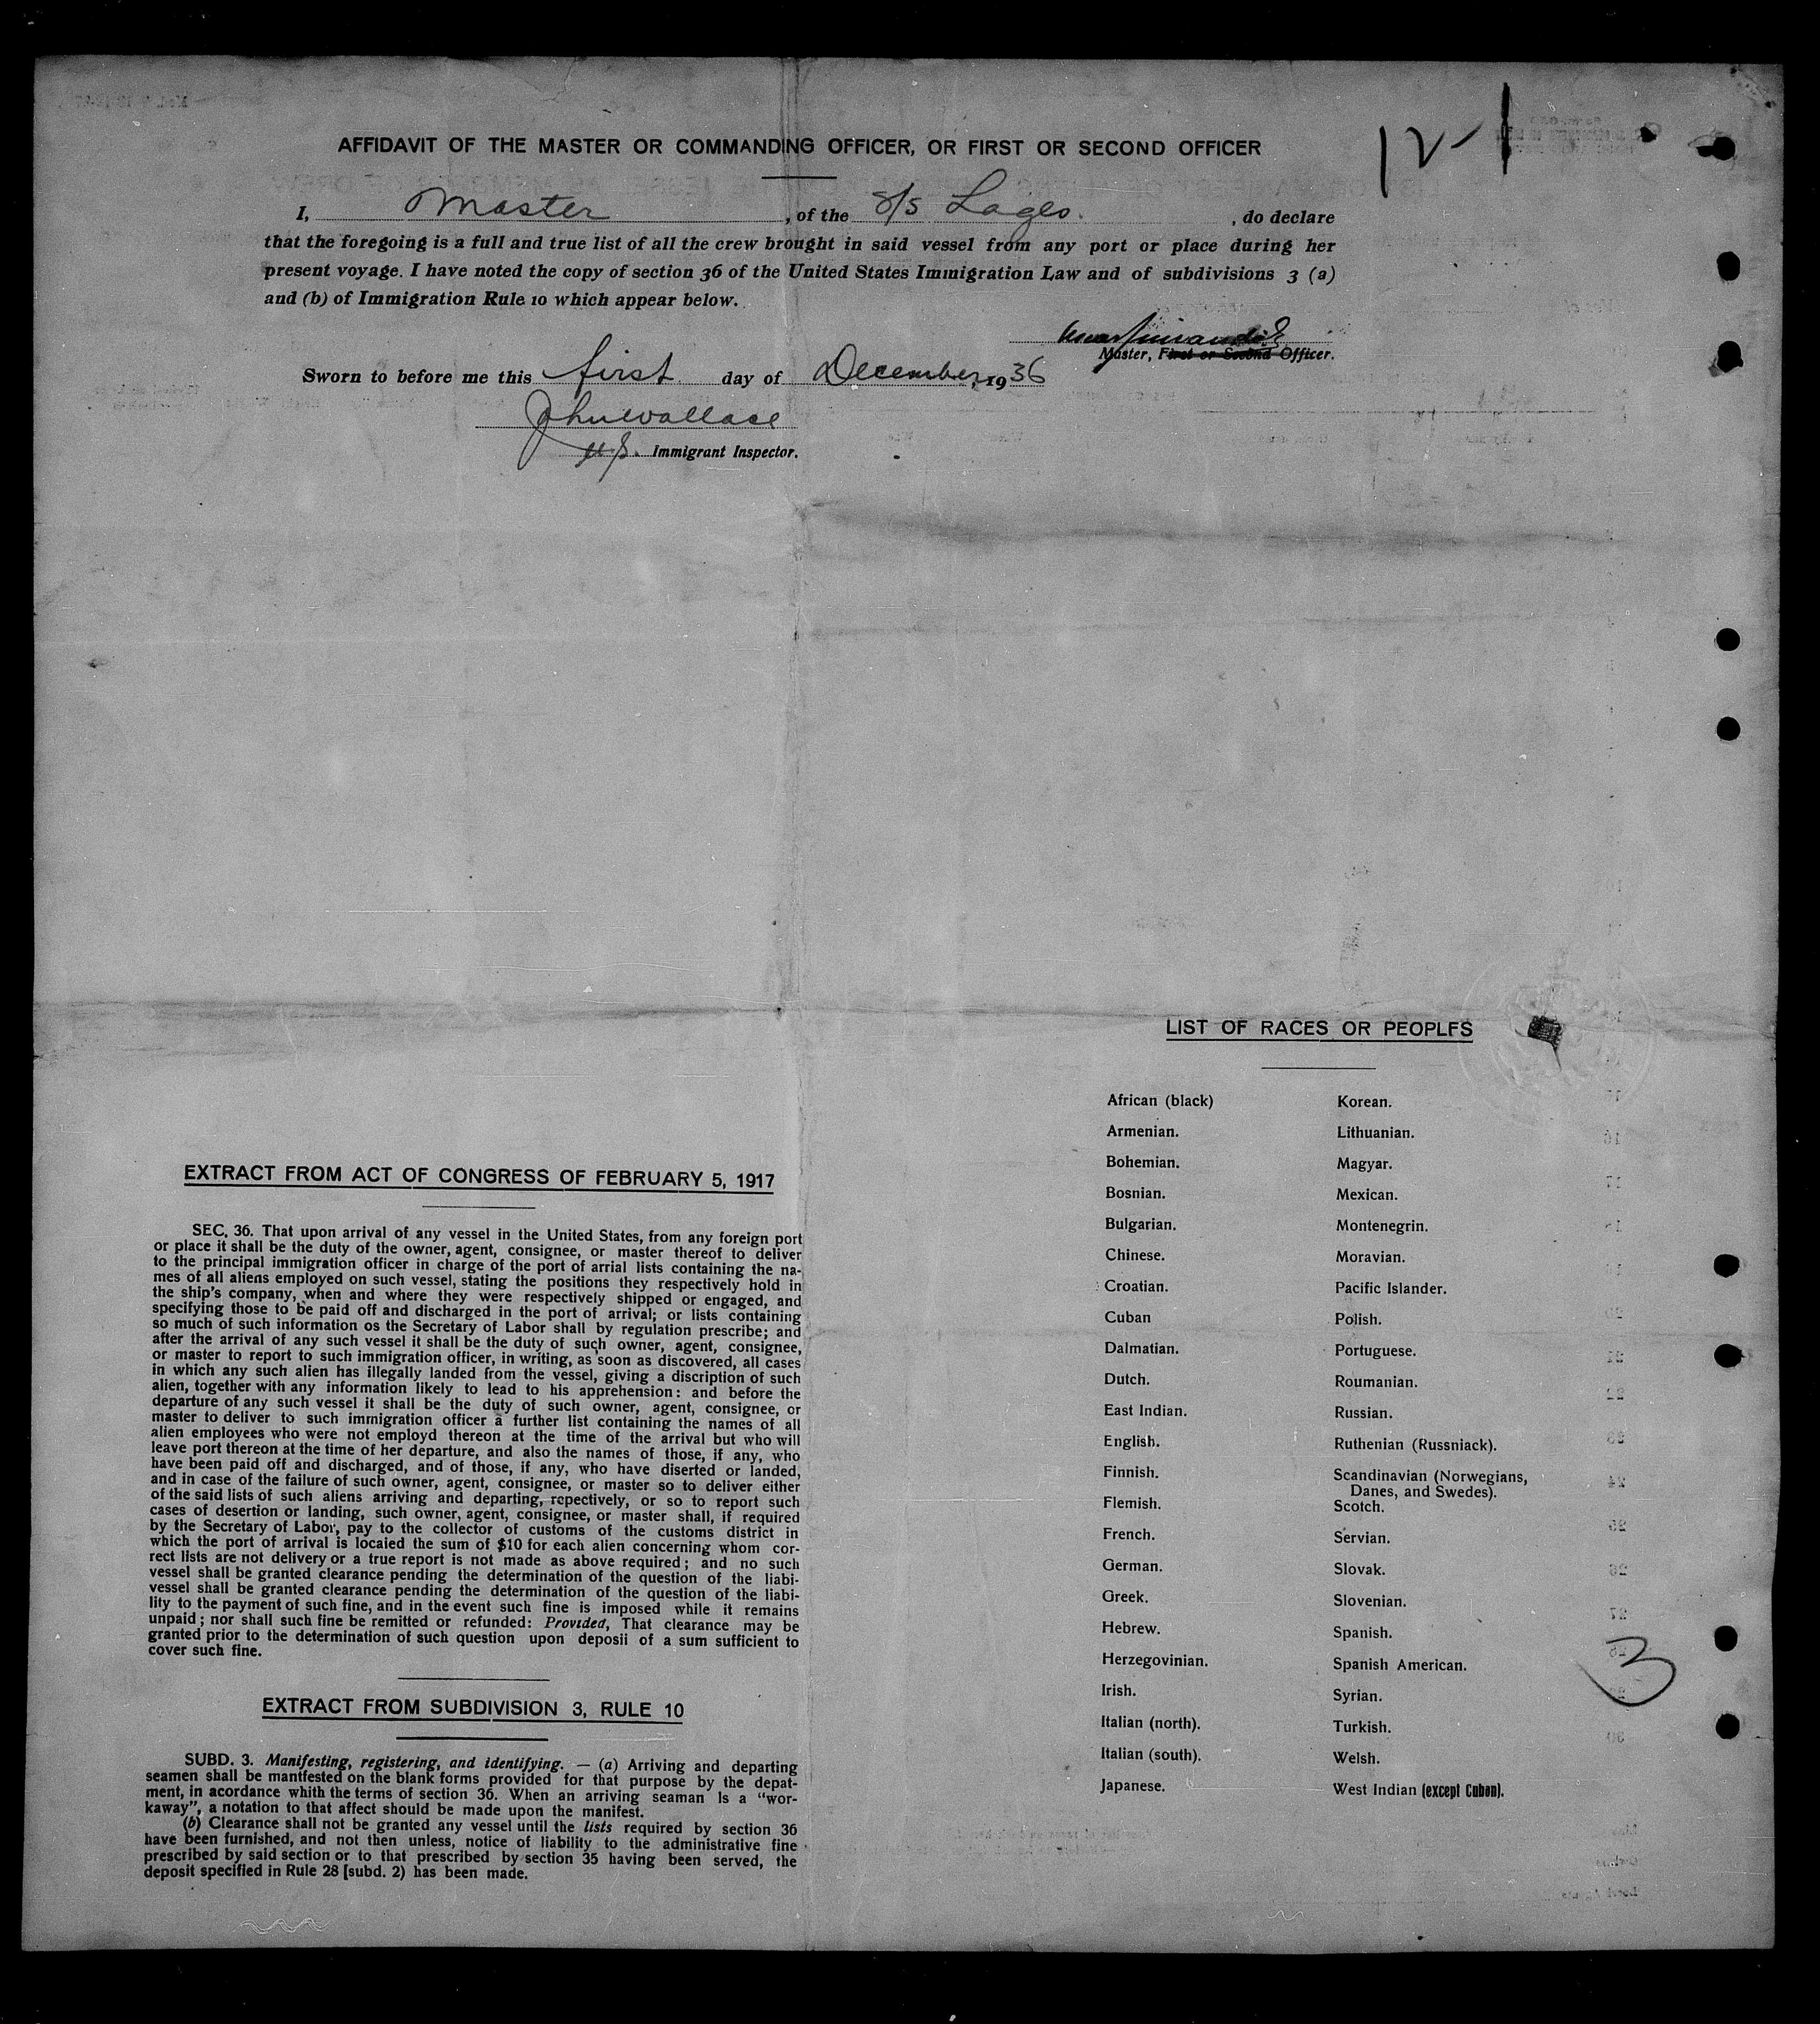 12-1
AFFIDAVIT OF THE MASTER OR COMMANDING OFFICER, OR FIRST OR SECOND OFFICER
I, Master, of the S/S Lages., do declare
that the foregoing is a full and true list of all the crew brought in said vessel from any port or place during her
present voyage. I have noted the copy of section 36 of the United States Immigration Law and of subdivisions 3 (a)
and (b) of Immigration Rule 10 which appear below.
Master, First or Second Officer.
Sworn to before me this first day of December, 1936
John Wallace
U.S. Immigrant Inspector.
EXTRACT FROM ACT OF CONGRESS OF FEBRUARY 5, 1917
SEC. 36. That upon arrival of any vessel in the United States, from any foreign port
or place it shall be the duty of the owner, agent, consignee, or master thereof to deliver
to the principal immigration officer in charge of the port of arrial lists containing the na-
mes of all aliens employed on such vessel, stating the positions they respectively hold in
the ship's company, when and where they were respectively shipped or engaged, and
specifying those to be paid off and discharged in the port of arrival; or lists containing
so much of such information os the Secretary of Labor shall by regulation prescribe; and
after the arrival of any such vessel it shall be the duty of such owner, agent, consignee,
or master to report to such immigration officer, in writing, as soon as discovered, all cases
in which any such alien has illegally landed from the vessel, giving a discription of such
alien, together with any information likely to lead to his apprehension: and before the
departure of any such vessel it shall be the duty of such owner, agent, consignee, or
master to deliver to such immigration officer a further list containing the names of all
alien employees who were not employd thereon at the time of the arrival but who will
leave port thereon at the time of her departure, and also the names of those, if any, who
have been paid off and discharged, and of those, if any, who have diserted or landed,
and in case of the failure of such owner, agent, consignee, or master so to deliver either
of the said lists of such aliens arriving and departing, repectively, or so to report such
cases of desertion or landing, such owner, agent, consignee, or master shall, if required
by the Secretary of Labor, pay to the collector of customs of the customs district in
which the port of arrival is locaied the sum of $10 for each alien concerning whom cor-
rect lists are not delivery or a true report is not made as above required; and no such
vessel shall be granted clearance pending the determination of the question of the liabi-
vessel shall be granted clearance pending the determination of the question of the liabi-
lity to the payment of such fine, and in the event such fine is imposed while it remains
unpaid; nor shall such fine be remitted or refunded: Provided, That clearance may be
granted prior to the determination of such question upon deposii of a sum sufficient to
cover such fine.
EXTRACT FROM SUBDIVISION 3, RULE 10
SUBD. 3. Manifesting, registering, and identifying. — (a) Arriving and departing
seamen shall be mantfested on the blank forms provided for that purpose by the depat-
ment, in acordance whith the terms of section 36. When an arriving seaman Is a "wor-
kaway", a notation to that affect should be made upon the manifest.
(b) Clearance shall not be granted any vessel until the lists required by section 36
have been furnished, and not then unless, notice of liability to the administrative fine
prescribed by said section or to that prescribed by section 35 having been served, the
deposit specified in Rule 28 [subd. 2) has been made.
LIST OF RACES OR PEOPLFS
African (black)
Armenian.
Bohemian.
Bosnian.
Bulgarian.
Chinese.
Croatian.
Cuban
Dalmatian.
Dutch.
East Indian.
English.
Finnish.
Flemish.
French.
German.
Greek.
Hebrew.
Herzegovinian.
Irish.
Italian (north).
Italian (south).
Japanese.
Korean.
Lithuanian.
Magyar.
Mexican.
Montenegrin.
Moravian.
Pacific Islander.
Polish.
Portuguese.
Roumanian.
Russian.
Ruthenian (Russniack).
Scandinavian (Norwegians,
Danes, and Swedes).
Scotch.
Servian.
Slovak.
Slovenian.
Spanish.
Spanish American.
Syrian.
Turkish.
Welsh.
West Indian (except Cuban).
3